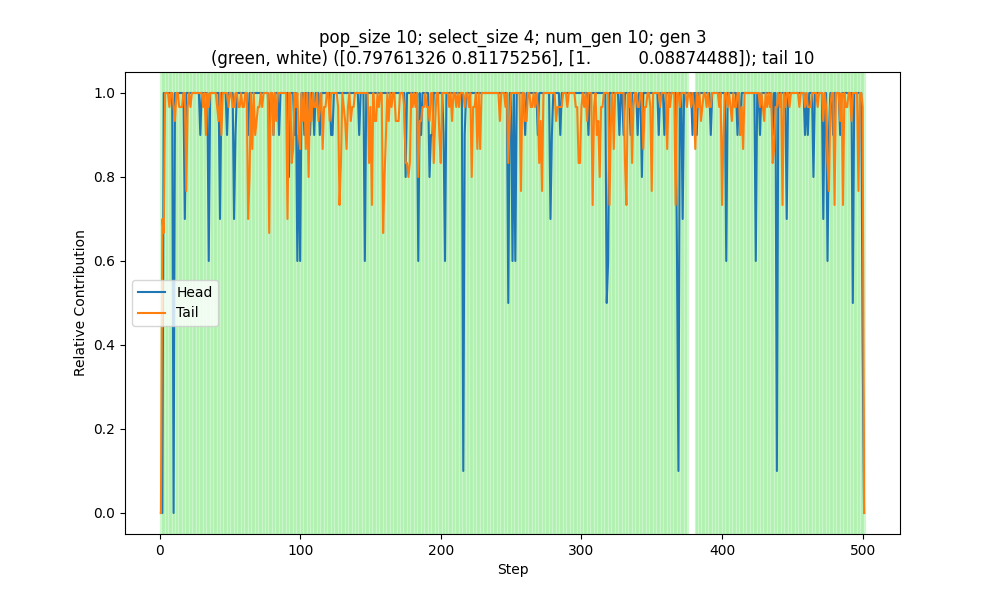 pop_size 10; select_size 4; num_gen 10; gen 3
(green, white) ([0.79761326 0.81175256], [1.         0.08874488]); tail 10
1.0
0.8
0.6
0.4
0.2
0.0
Relative Contribution
Head
Tail
0
100
200
300
400
500
Step